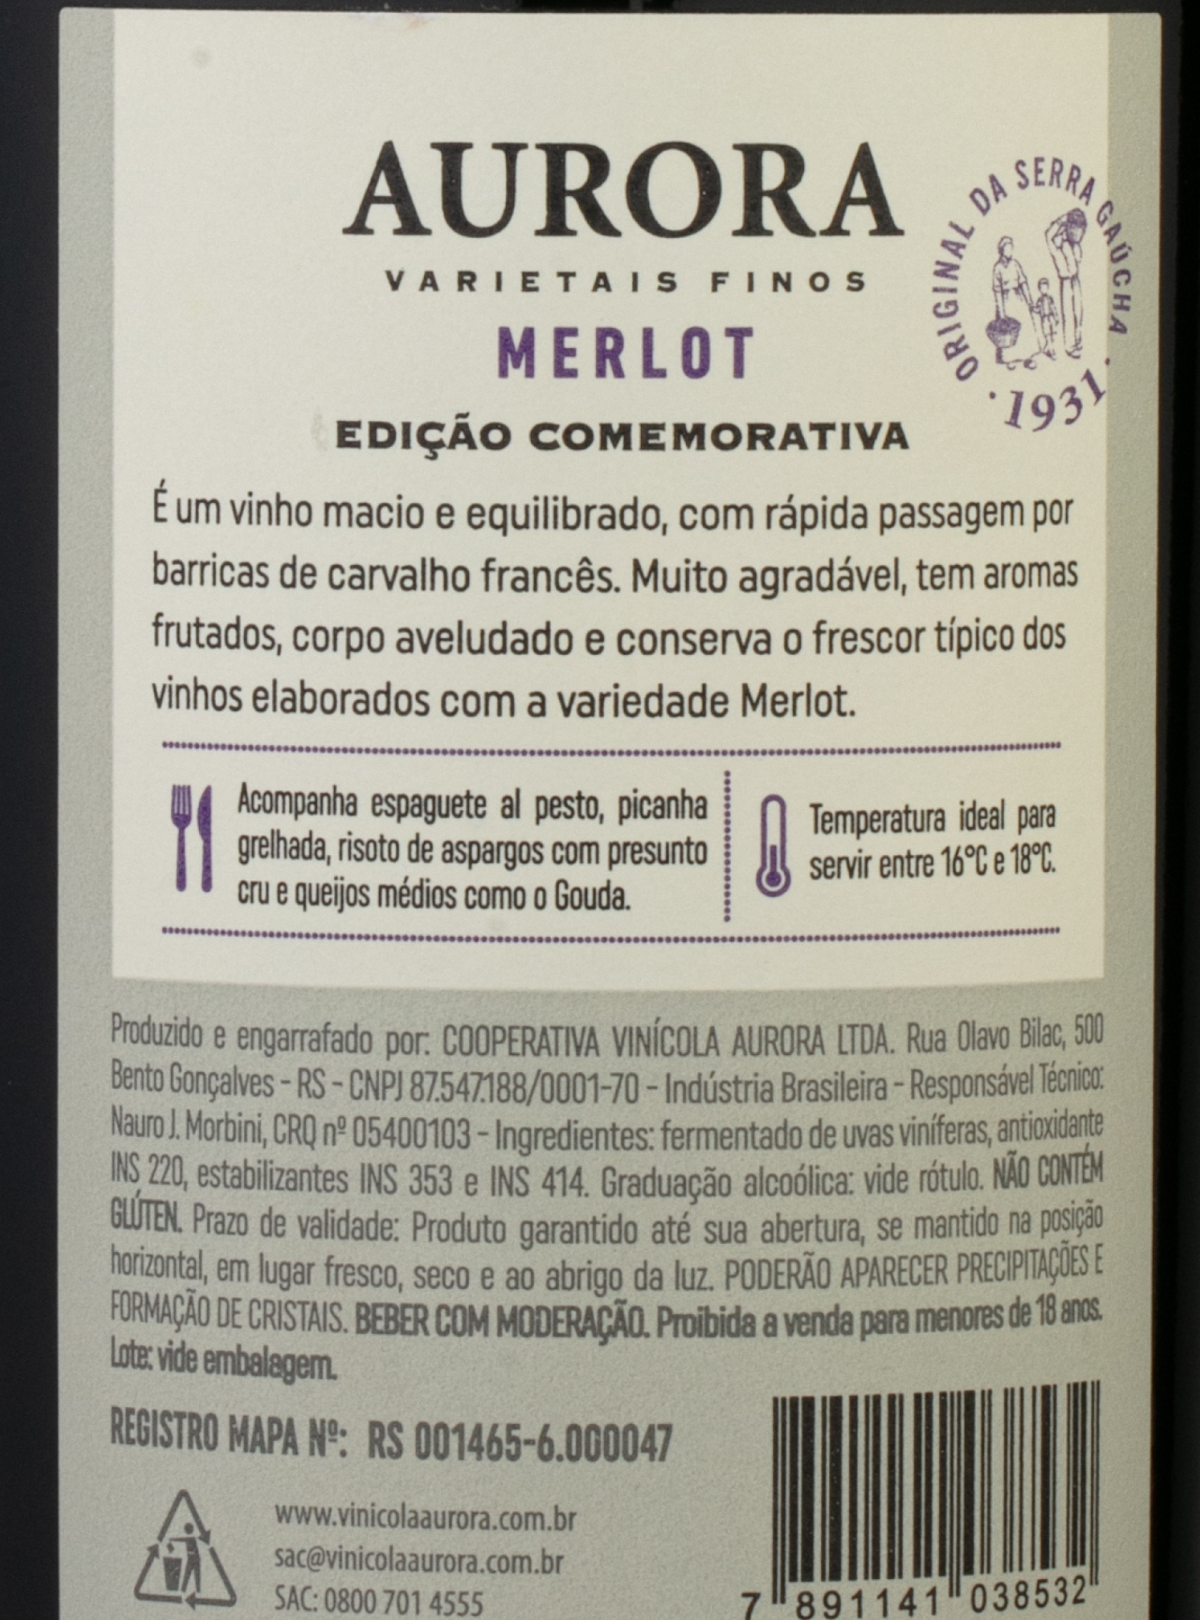 AURORA
VARIETAIS FINOS
MERLOT
ORIGINAL DA SERRA GAÚCHA
· 1931 ·
EDIÇÃO COMEMORATIVA
É um vinho macio e equilibrado, com rápida passagem por
barricas de carvalho francês. Muito agradável, tem aromas
frutados, corpo aveludado e conserva o frescor típico dos
vinhos elaborados com a variedade Merlot.
Acompanha espaguete al pesto, picanha
grelhada, risoto de aspargos com presunto
cru e queijos médios como o Gouda.
Temperatura ideal para
servir entre 16°C e 18°C.
Produzido e engarrafado por: COOPERATIVA VINÍCOLA AURORA LTDA. Rua Olavo Bilac, 500
Bento Gonçalves - RS - CNPJ 87.547.188/0001-70 - Indústria Brasileira - Responsável Técnico:
Nauro J. Morbini, CRQ nº 05400103 - Ingredientes: fermentado de uvas viníferas, antioxidante
INS 220, estabilizantes INS 353 e INS 414. Graduação alcoólica: vide rótulo. NÃO CONTÉM
GLÚTEN. Prazo de validade: Produto garantido até sua abertura, se mantido na posição
horizontal, em lugar fresco, seco e ao abrigo da luz. PODERÃO APARECER PRECIPITAÇÕES E
FORMAÇÃO DE CRISTAIS. BEBER COM MODERAÇÃO. Proibida a venda para menores de 18 anos.
Lote: vide embalagem.
REGISTRO MAPA Nº: RS 001465-6.000047
www.vinicolaaurora.com.br
sac@vinicolaaurora.com.br
SAC: 0800 701 4555
7 891141 038532